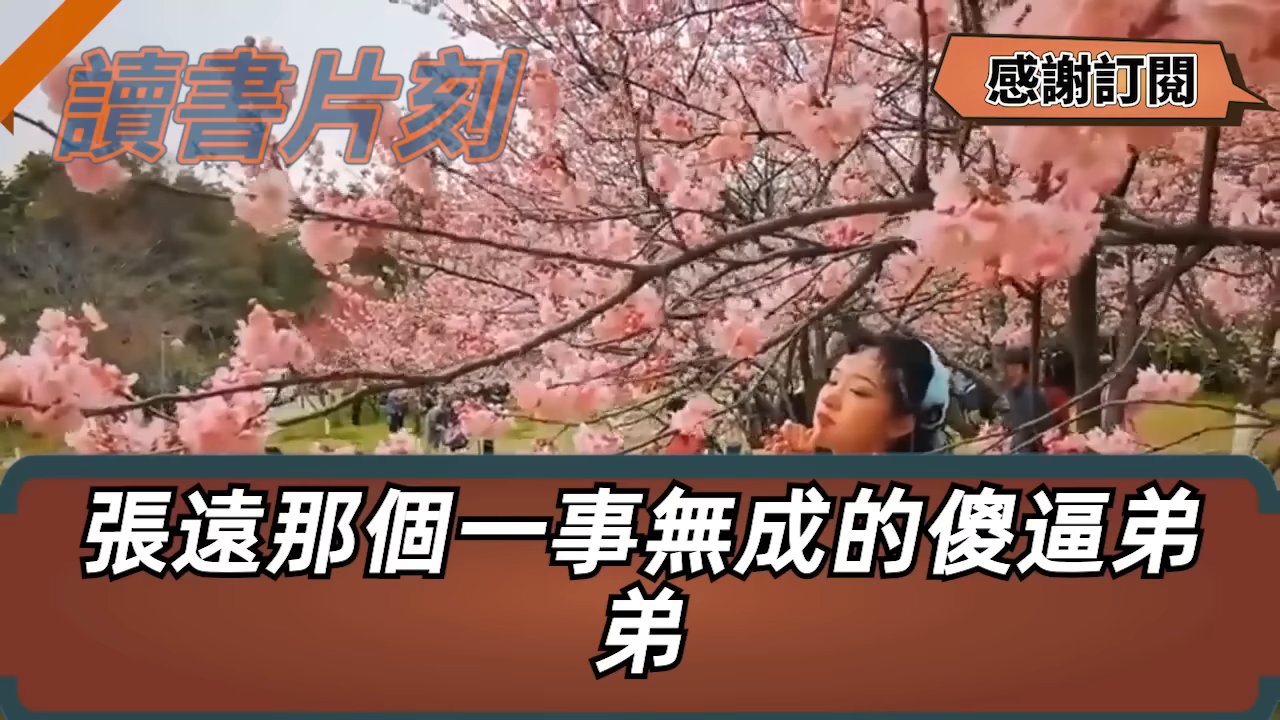 讀書片刻
感謝訂閱
張遠那個一事無成的傻逼弟
弟